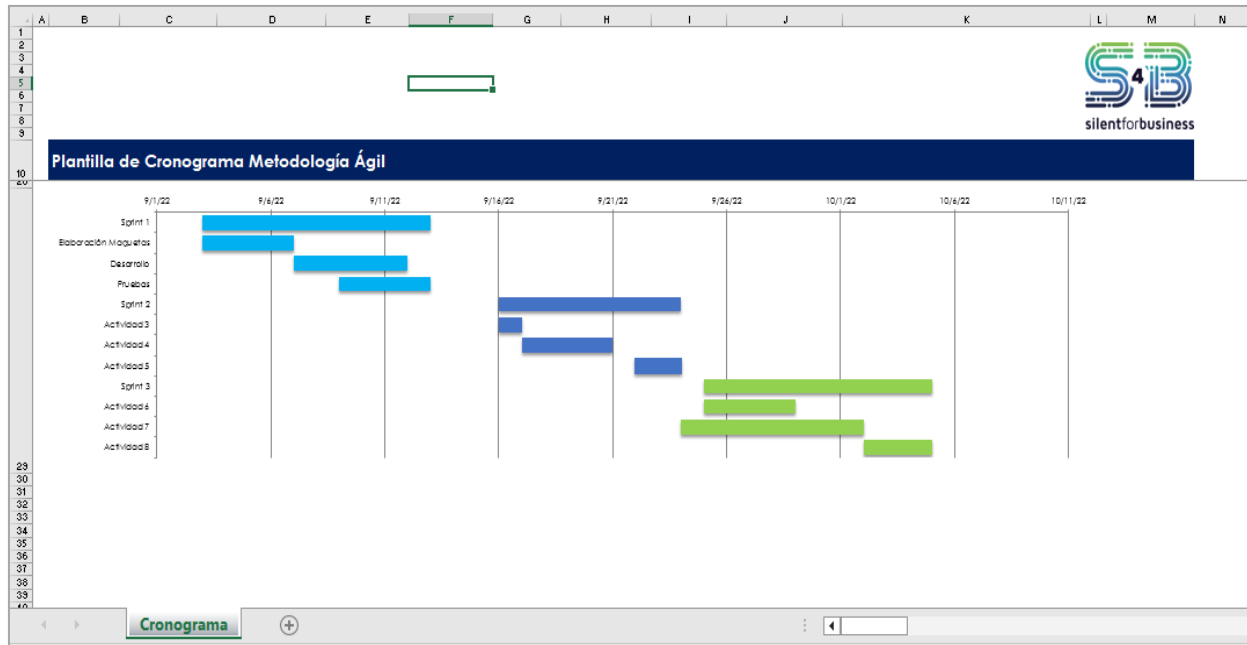 A B C D E F G H I J K L M N
1
2
3
4
5
6
7
8
9
S4B
silentforbusiness
10 Plantilla de Cronograma Metodología Ágil
20
9/1/22 9/6/22 9/11/22 9/16/22 9/21/22 9/26/22 10/1/22 10/6/22 10/11/22
Sprint 1
Elaboración Maquetas
Desarrollo
Pruebas
Sprint 2
Actividad 3
Actividad 4
Actividad 5
Sprint 3
Actividad 6
Actividad 7
Actividad 8
29
30
31
32
33
34
35
36
37
38
39
40
Cronograma